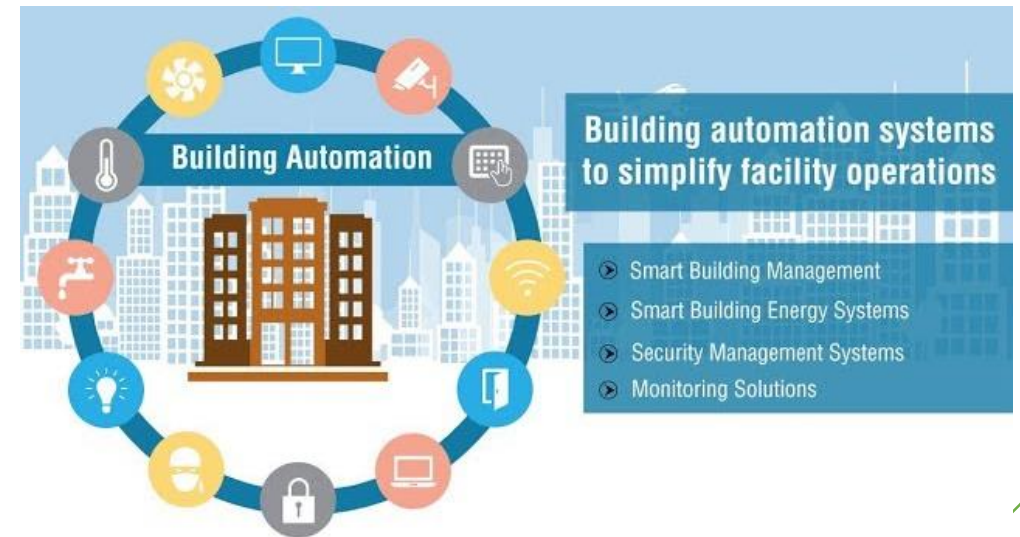 Building Automation
Building automation systems
to simplify facility operations
Smart Building Management
Smart Building Energy Systems
Security Management Systems
Monitoring Solutions